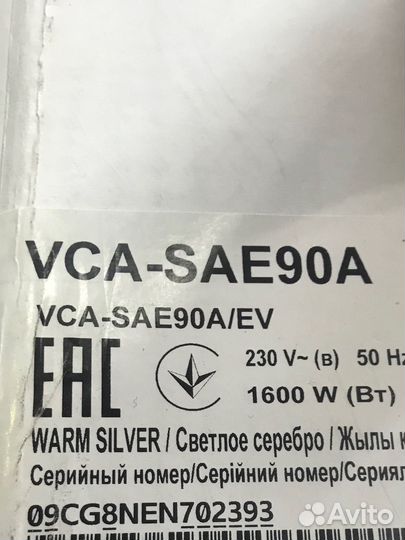 VCA-SAE90A
VCA-SAE90A/EV
EAC 230 V~ (в) 50 Hz
1600 W (Вт)
WARM SILVER / Светлое серебро / Жылы к
Серийный номер/Серійний номер/Сериял
09CG8NEN702393
Avito